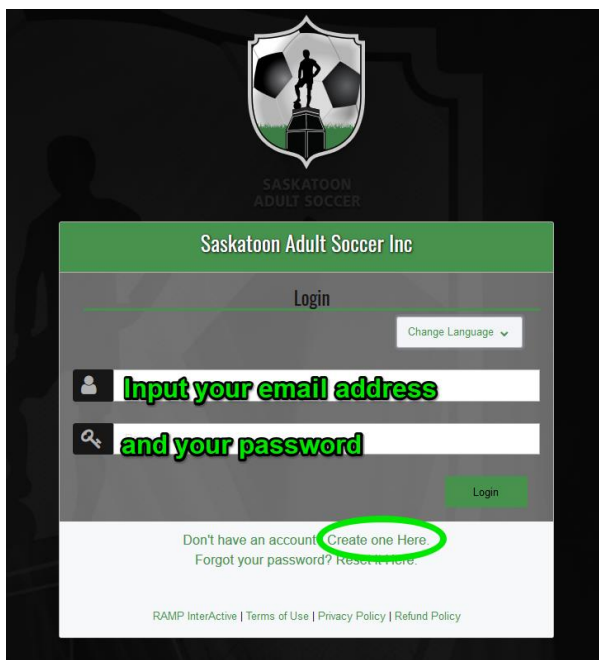 SASKATOON
ADULT SOCCER
Saskatoon Adult Soccer Inc
Login
Change Language
Input your email address
and your password
Login
Don't have an account? Create one Here.
Forgot your password? Reset it Here.
RAMP InterActive | Terms of Use | Privacy Policy | Refund Policy